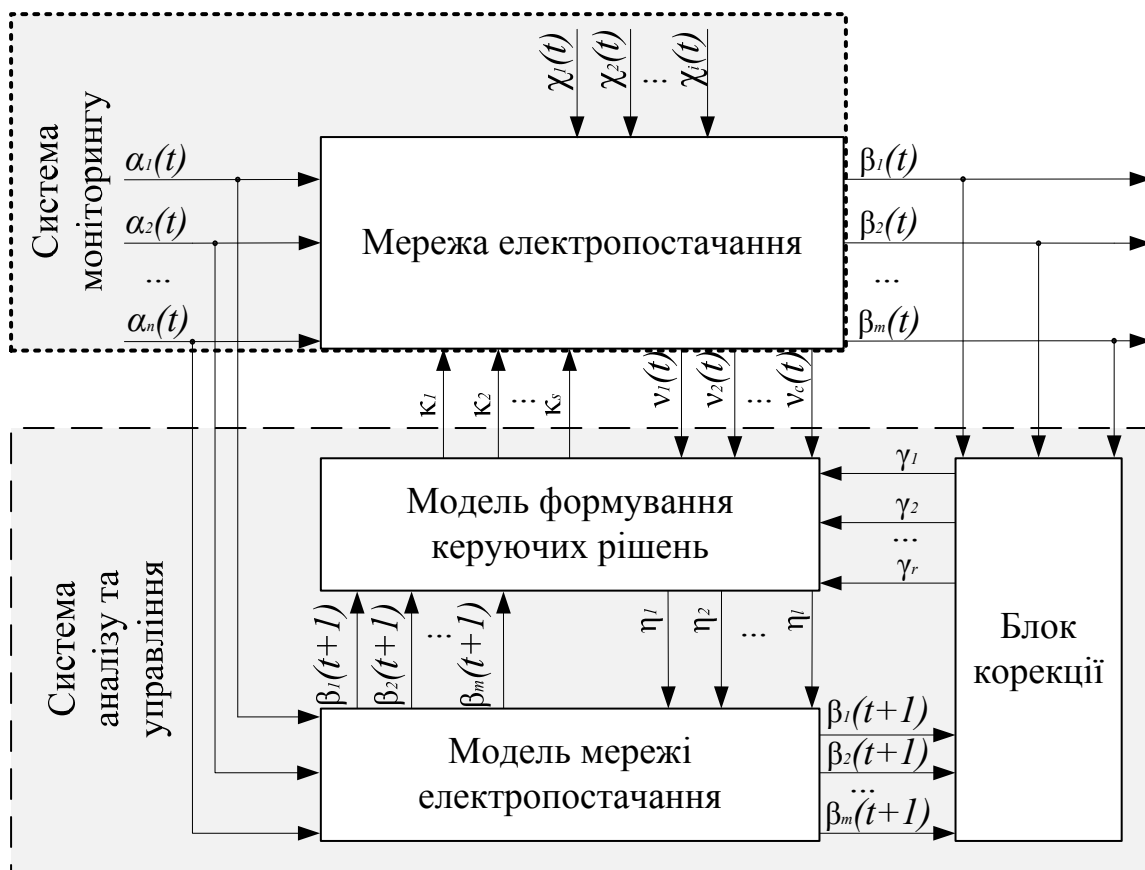 χ₁(t)
χ₂(t)
...
χᵢ(t)
Система
моніторингу
α₁(t)
α₂(t)
...
αₙ(t)
Мережа електропостачання
β₁(t)
β₂(t)
...
βₘ(t)
κ₁
κ₂
...
κₛ
ν₁(t)
ν₂(t)
...
ν_c(t)
Система
аналізу та
управління
Модель формування
керуючих рішень
γ₁
γ₂
...
γᵣ
β₁(t+1)
β₂(t+1)
...
βₘ(t+1)
η₁
η₂
...
ηₗ
Блок
корекції
Модель мережі
електропостачання
β₁(t+1)
β₂(t+1)
...
βₘ(t+1)